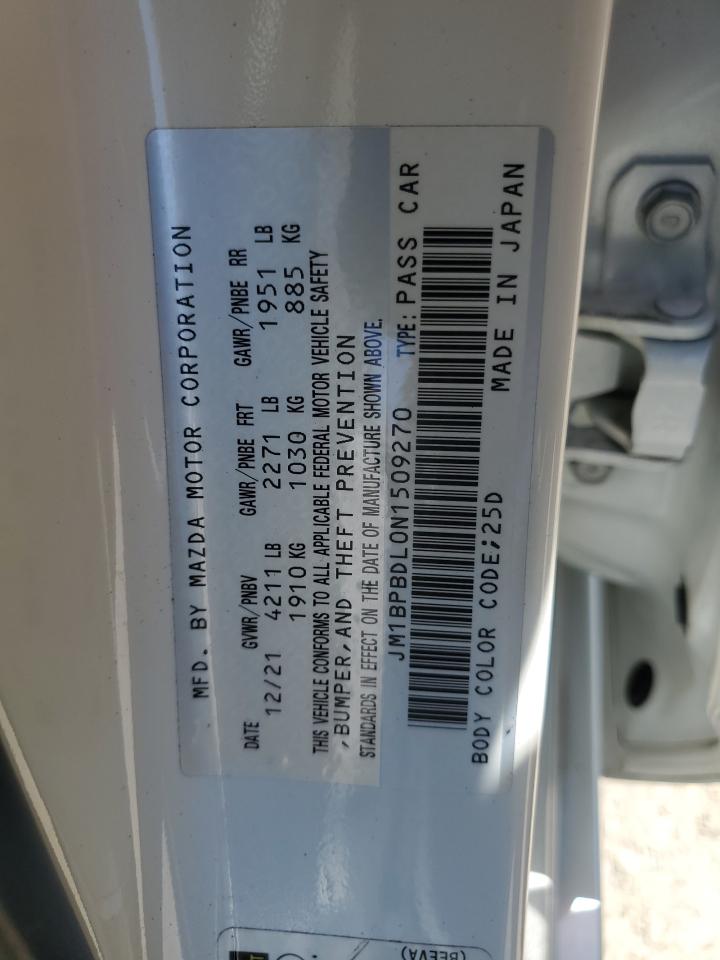 MFD. BY MAZDA MOTOR CORPORATION
DATE GVWR/PNBV GAWR/PNBE FRT GAWR/PNBE RR
12/21 4211 LB 2271 LB 1951 LB
1910 KG 1030 KG 885 KG
THIS VEHICLE CONFORMS TO ALL APPLICABLE FEDERAL MOTOR VEHICLE SAFETY
,BUMPER,AND THEFT PREVENTION
STANDARDS IN EFFECT ON THE DATE OF MANUFACTURE SHOWN ABOVE.
JM1BPBDL0N1509270 TYPE: PASS CAR
BODY COLOR CODE;25D MADE IN JAPAN
(BEEVA)